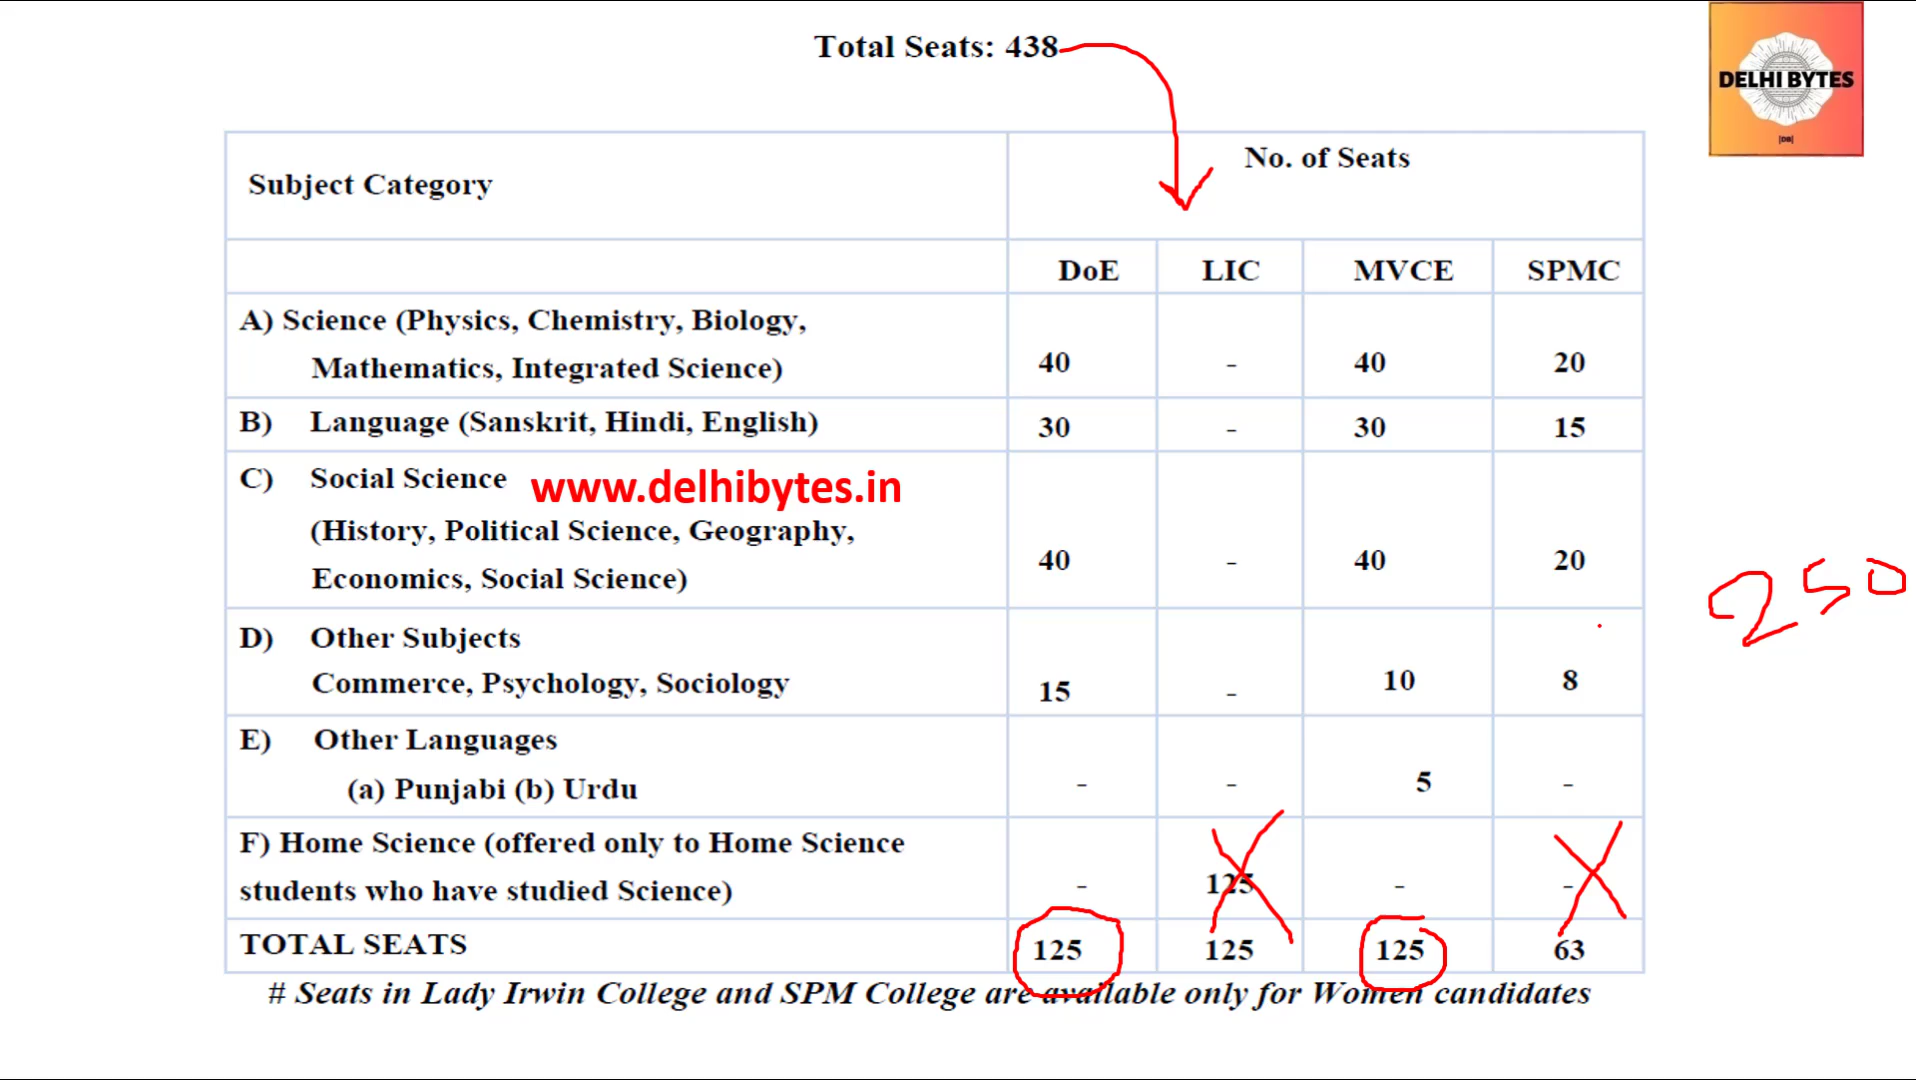 Total Seats: 438
DELHI BYTES
|DB|
Subject Category No. of Seats
DoE LIC MVCE SPMC
A) Science (Physics, Chemistry, Biology,
Mathematics, Integrated Science) 40 - 40 20
B) Language (Sanskrit, Hindi, English) 30 - 30 15
C) Social Science www.delhibytes.in
(History, Political Science, Geography,
Economics, Social Science) 40 - 40 20
250
D) Other Subjects
Commerce, Psychology, Sociology 15 - 10 8
E) Other Languages
(a) Punjabi (b) Urdu - - 5 -
F) Home Science (offered only to Home Science
students who have studied Science) - 125 - -
TOTAL SEATS 125 125 125 63
# Seats in Lady Irwin College and SPM College are available only for Women candidates